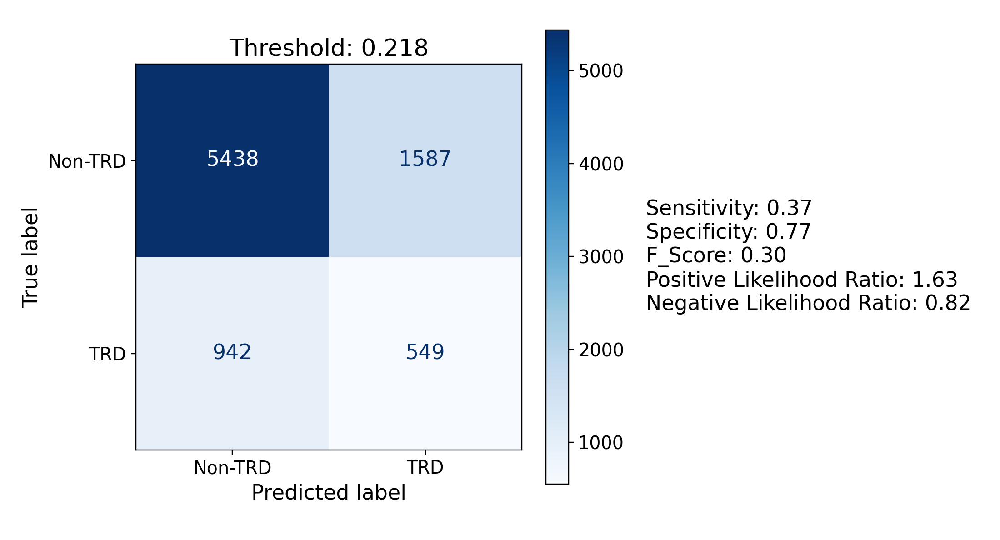 Threshold: 0.218
5000
4000
3000
2000
1000
True label
Non-TRD
TRD
5438
1587
942
549
Non-TRD
TRD
Predicted label
Sensitivity: 0.37
Specificity: 0.77
F_Score: 0.30
Positive Likelihood Ratio: 1.63
Negative Likelihood Ratio: 0.82